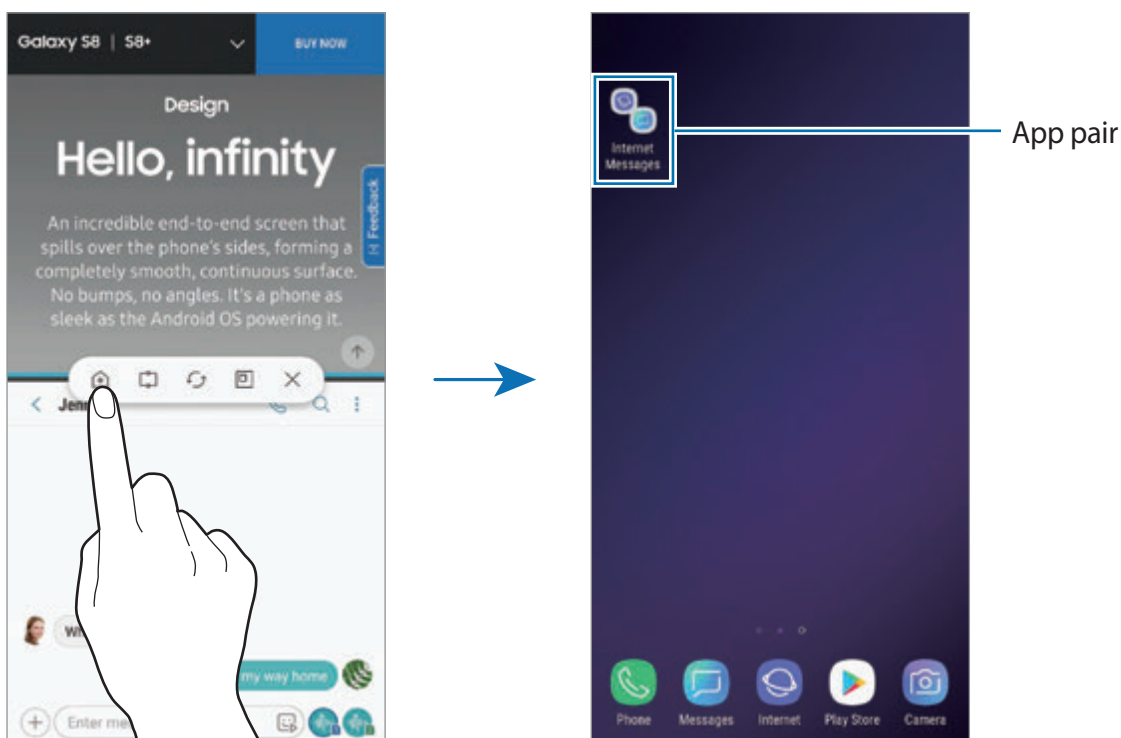 Galaxy S8 | S8+
BUY NOW
Design
Hello, infinity
Feedback
An incredible end-to-end screen that
spills over the phone's sides, forming a
completely smooth, continuous surface.
No bumps, no angles. It's a phone as
sleek as the Android OS powering it.
my way home
Enter
Internet
Messages
App pair
Phone
Messages
Internet
Play Store
Camera